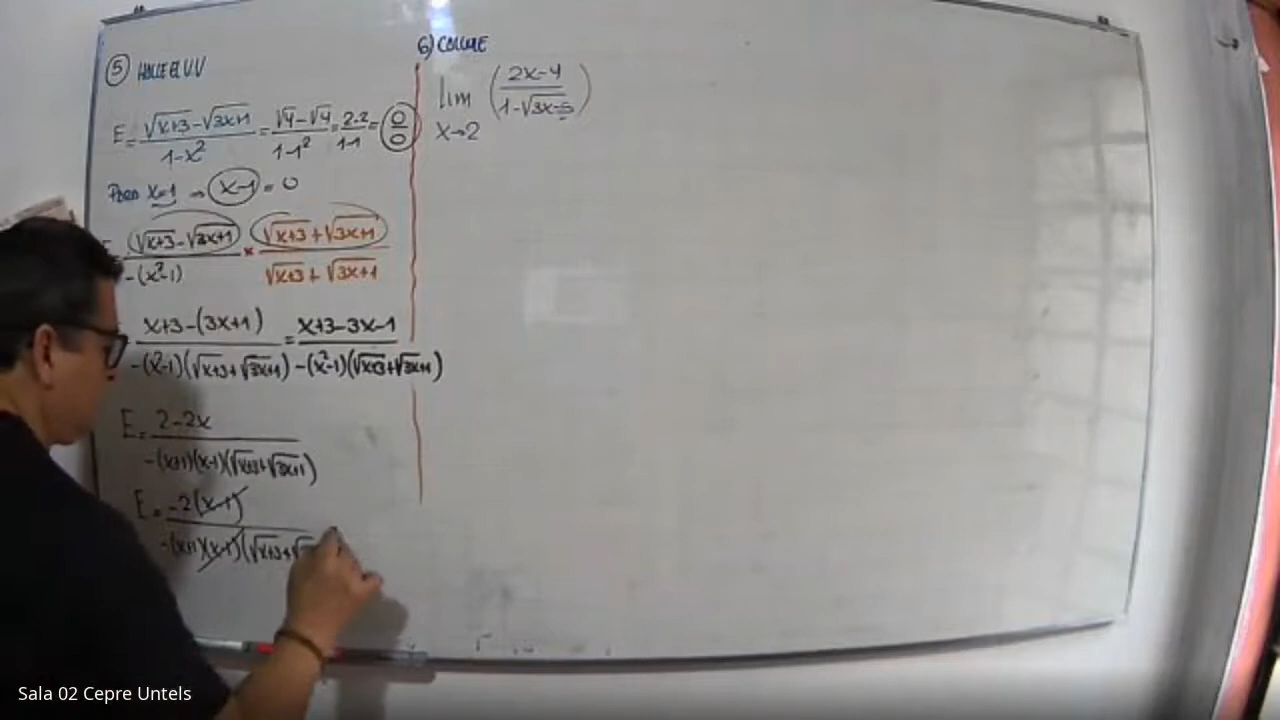 5 HALLE EL V.V
E = √x+3 - √3x+1 / 1-x² = √4-√4 / 1-1² = 2-2 / 1-1 = 0/0
PARA x=1 ⇒ x-1 = 0
(√x+3 - √3x+1) / -(x²-1) × √x+3 + √3x+1 / √x+3 + √3x+1
x+3-(3x+1) / -(x²-1)(√x+3+√3x+1) = x+3-3x-1 / -(x²-1)(√x+3+√3x+1)
E = 2-2x / -(x+1)(x-1)(√x+3+√3x+1)
E = -2(x-1) / -(x+1)(x-1)(√x+3+√
6) CALCULE
lim x→2 (2x-4 / 1-√3x-5)
Sala 02 Cepre Untels